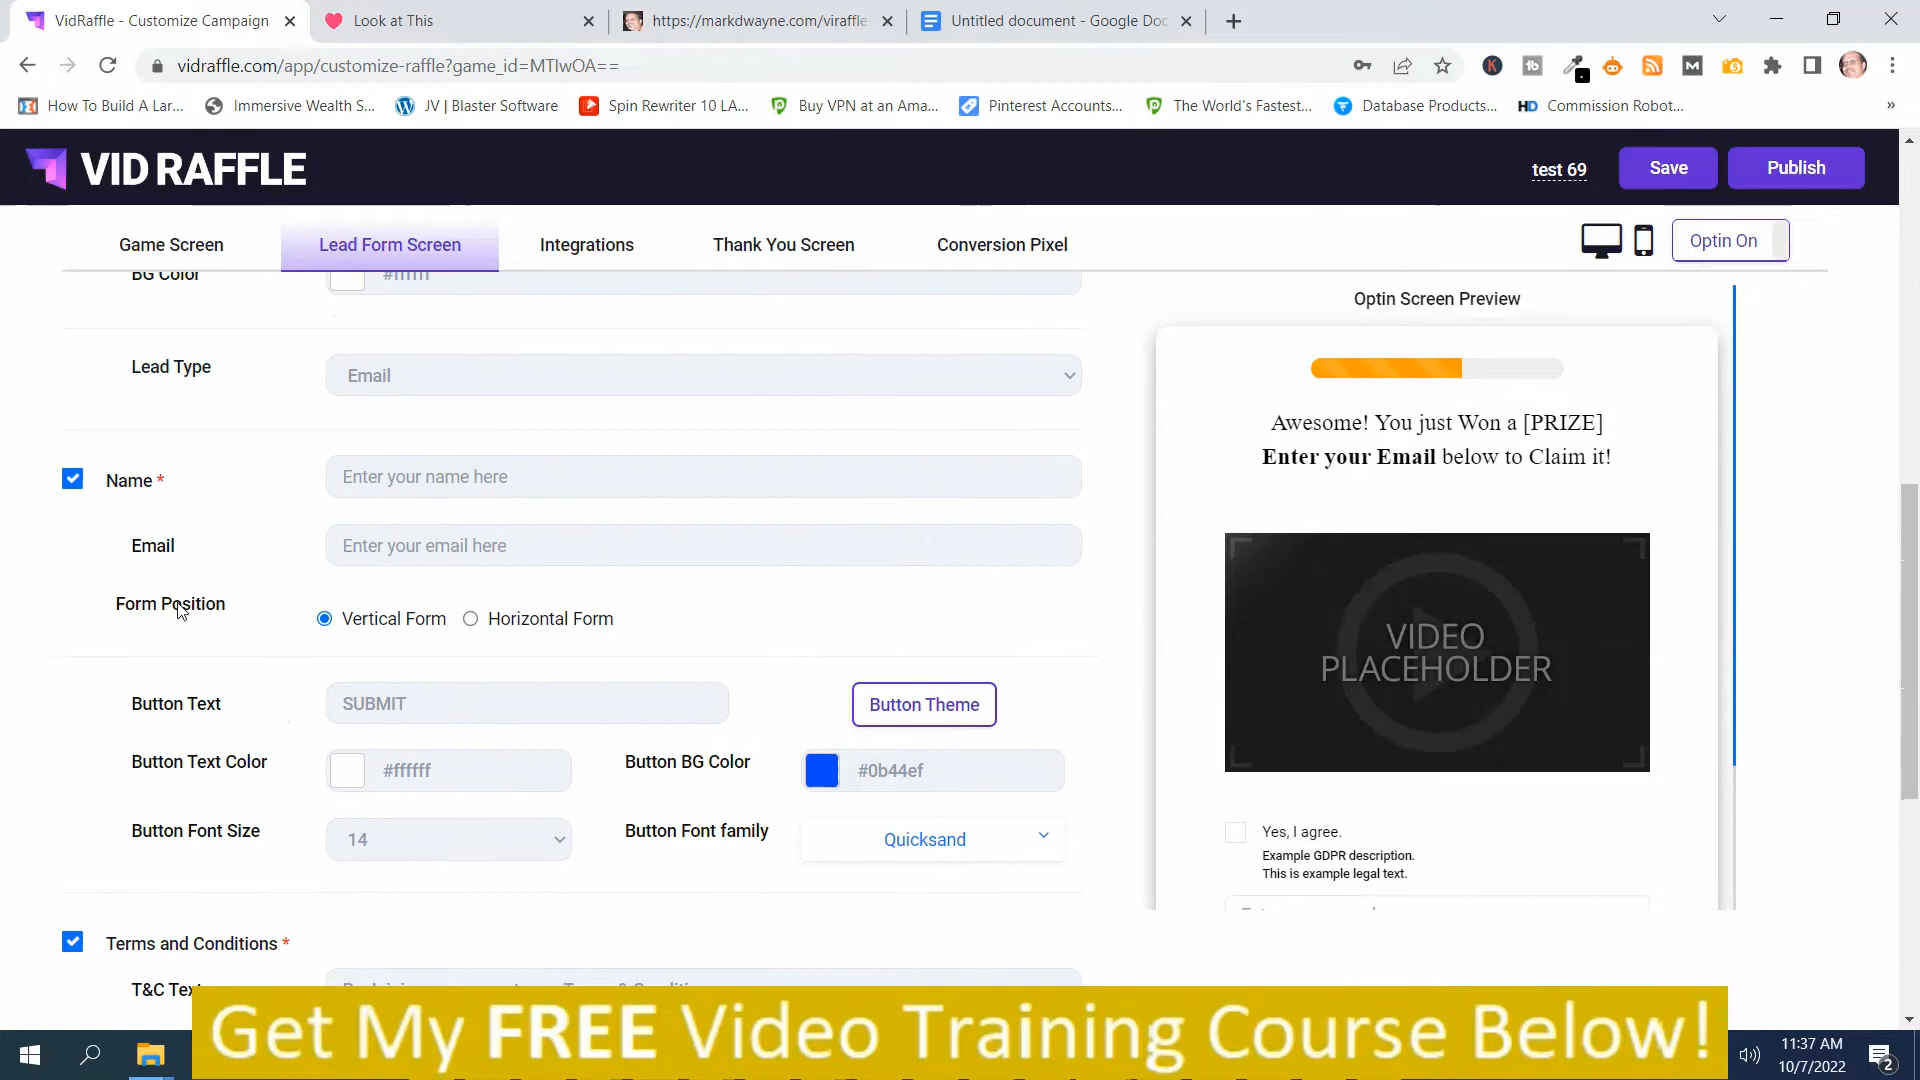 VidRaffle - Customize Campaign
Look at This
https://markdwayne.com/viraffle
Untitled document - Google Doc
vidraffle.com/app/customize-raffle?game_id=MTIwOA==
How To Build A Lar...
Immersive Wealth S...
JV | Blaster Software
Spin Rewriter 10 LA...
Buy VPN at an Ama...
Pinterest Accounts...
The World's Fastest...
Database Products...
Commission Robot...
VID RAFFLE
test 69
Save
Publish
Game Screen
Lead Form Screen
Integrations
Thank You Screen
Conversion Pixel
Optin On
BG Color
#ffffff
Optin Screen Preview
Lead Type
Email
Awesome! You just Won a [PRIZE]
Enter your Email below to Claim it!
Name *
Enter your name here
Email
Enter your email here
Form Position
Vertical Form
Horizontal Form
VIDEO
PLACEHOLDER
Button Text
SUBMIT
Button Theme
Button Text Color
#ffffff
Button BG Color
#0b44ef
Button Font Size
14
Button Font family
Quicksand
Yes, I agree.
Example GDPR description.
This is example legal text.
Terms and Conditions *
T&C Text
Get My FREE Video Training Course Below!
11:37 AM
10/7/2022
2